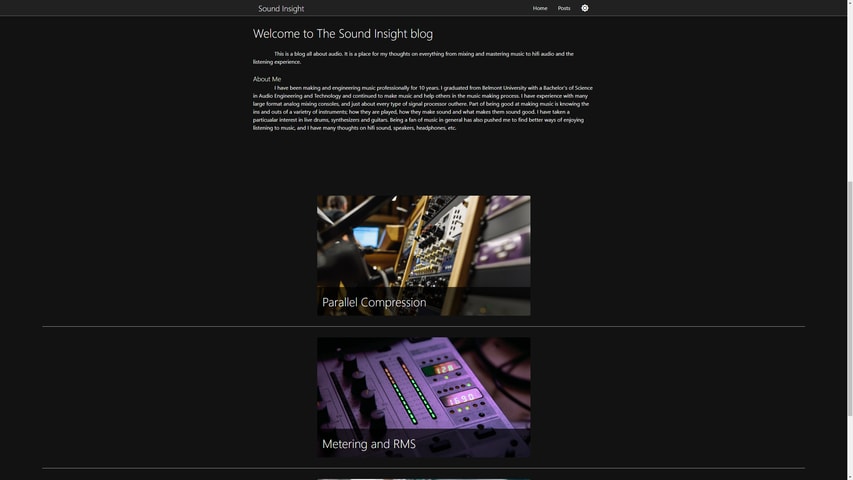 Sound Insight
Home Posts
Welcome to The Sound Insight blog
This is a blog all about audio. It is a place for my thoughts on everything from mixing and mastering music to hifi audio and the
listening experience.
About Me
I have been making and engineering music professionally for 10 years. I graduated from Belmont University with a Bachelor's of Science
in Audio Engineering and Technology and continued to make music and help others in the music making process. I have experience with many
large format analog mixing consoles, and just about every type of signal processor outhere. Part of being good at making music is knowing the
ins and outs of a variety of instruments; how they are played, how they make sound and what makes them sound good. I have taken a
particualar interest in live drums, synthesizers and guitars. Being a fan of music in general has also pushed me to find better ways of enjoying
listening to music, and I have many thoughts on hifi sound, speakers, headphones, etc.
Parallel Compression
128
Metering and RMS